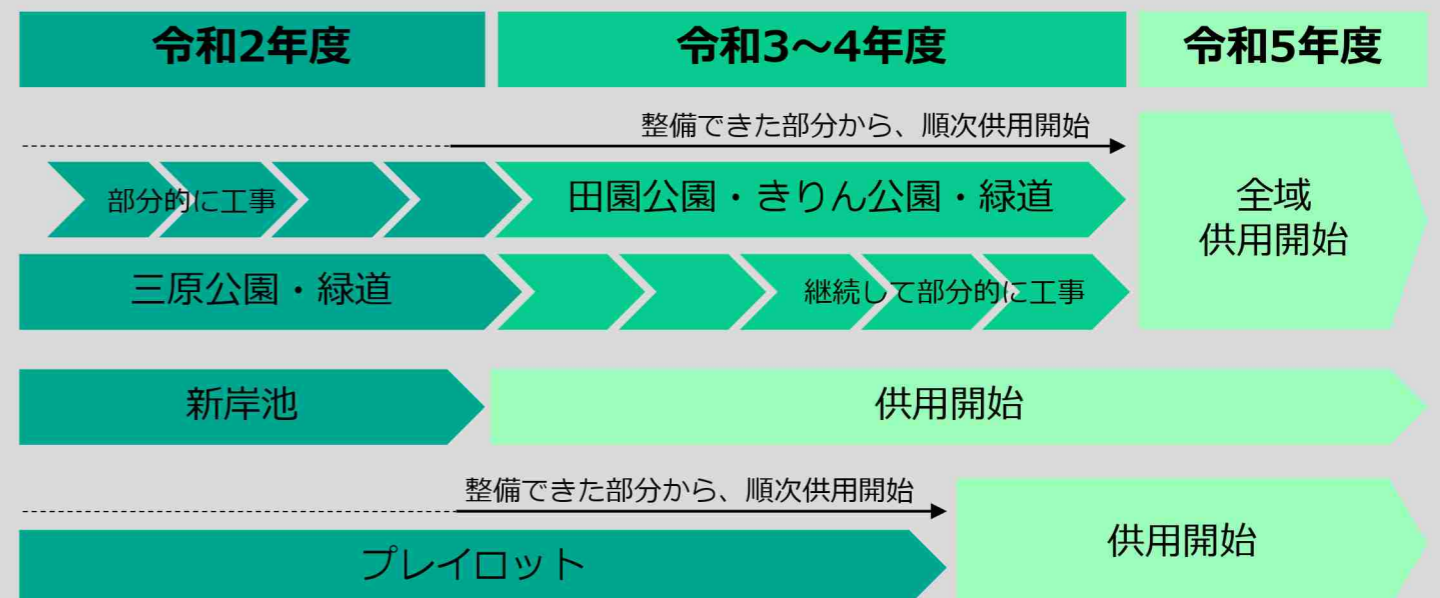 令和2年度
令和3～4年度
令和5年度
整備できた部分から、順次供用開始
部分的に工事
田園公園・きりん公園・緑道
三原公園・緑道
継続して部分的に工事
全域
供用開始
新岸池
供用開始
整備できた部分から、順次供用開始
プレイロット
供用開始